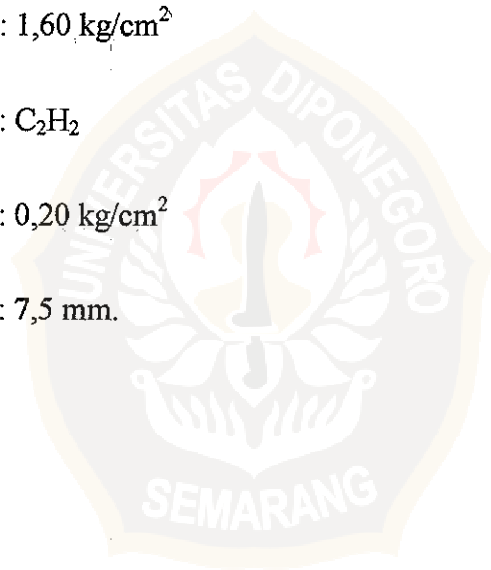 : 1,60 kg/cm²
: C₂H₂
: 0,20 kg/cm²
: 7,5 mm.
UNIVERSITAS DIPONEGORO
SEMARANG